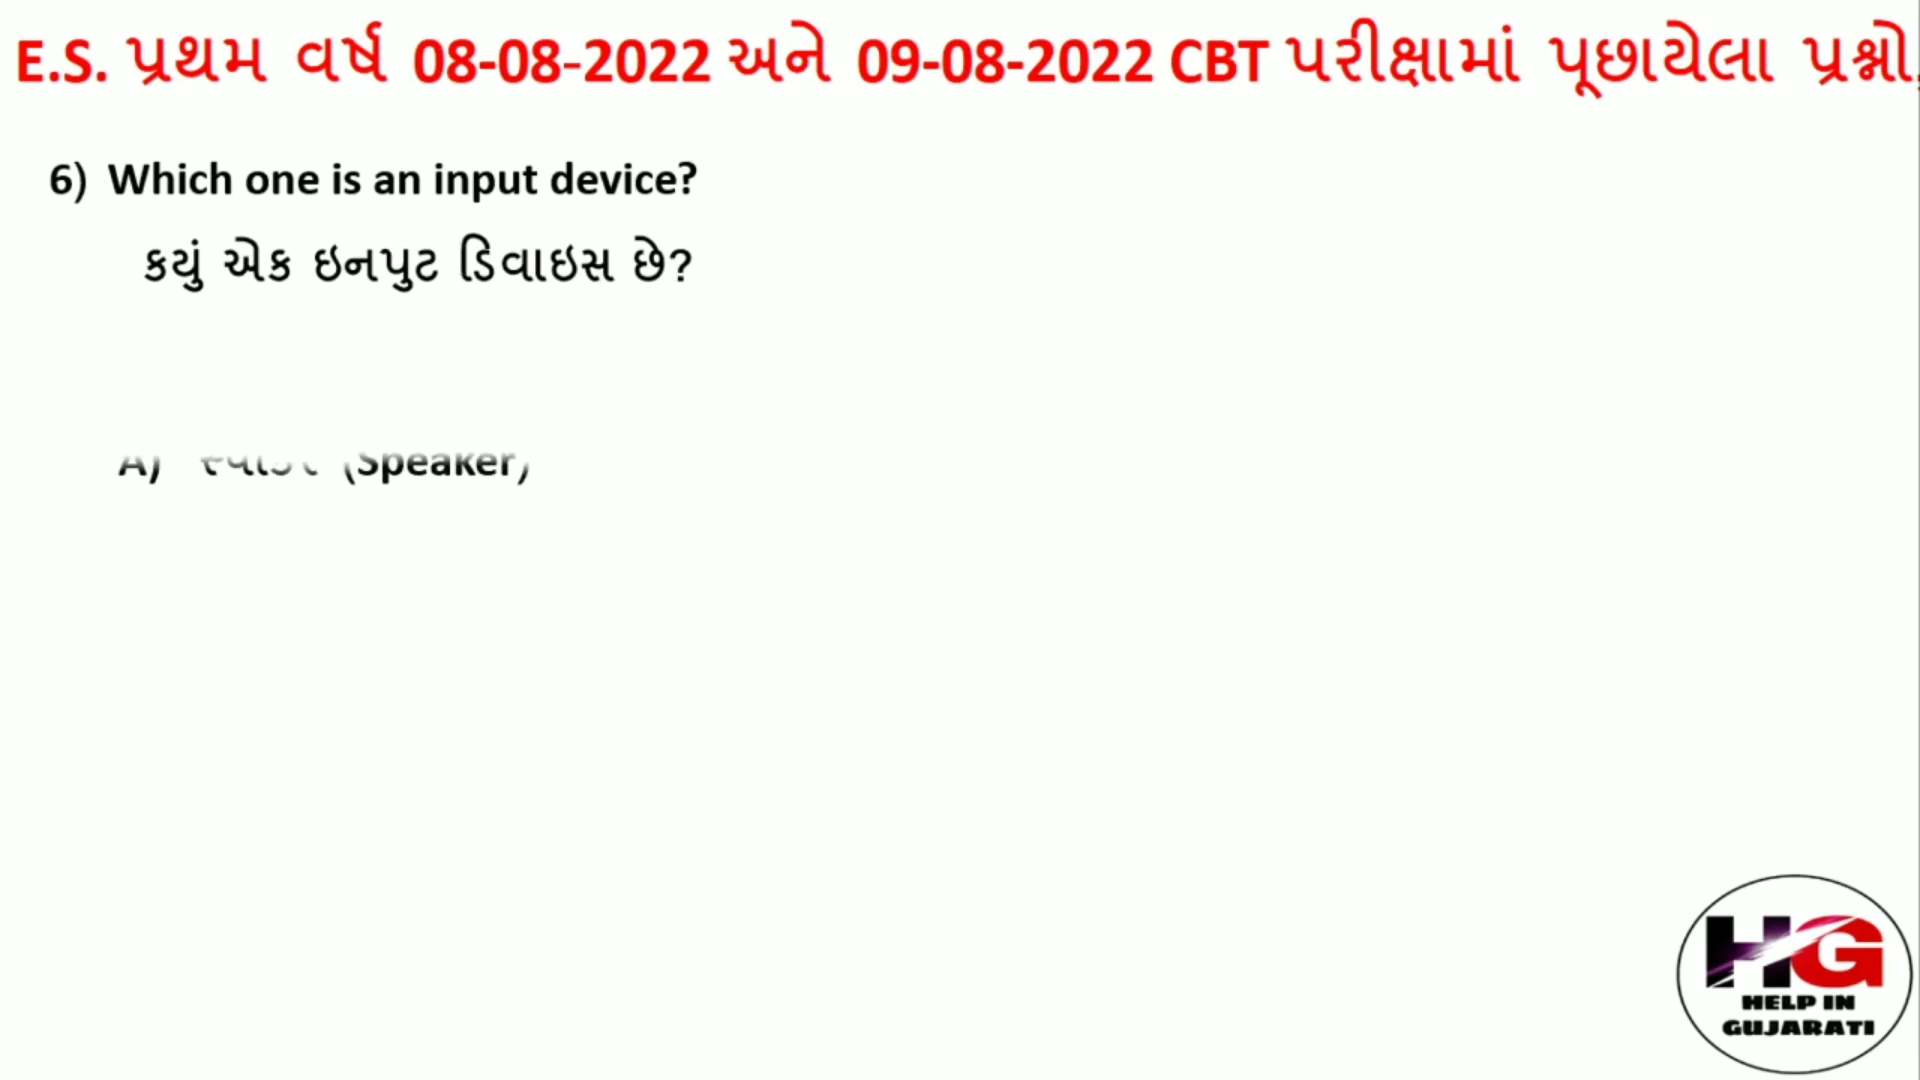 E.S. પ્રથમ વર્ષ 08-08-2022 અને 09-08-2022 CBT પરીક્ષામાં પૂછાયેલા પ્રશ્નો.
6) Which one is an input device?
કયું એક ઇનપુટ ડિવાઇસ છે?
A) (Speaker)
HG
HELP IN
GUJARATI